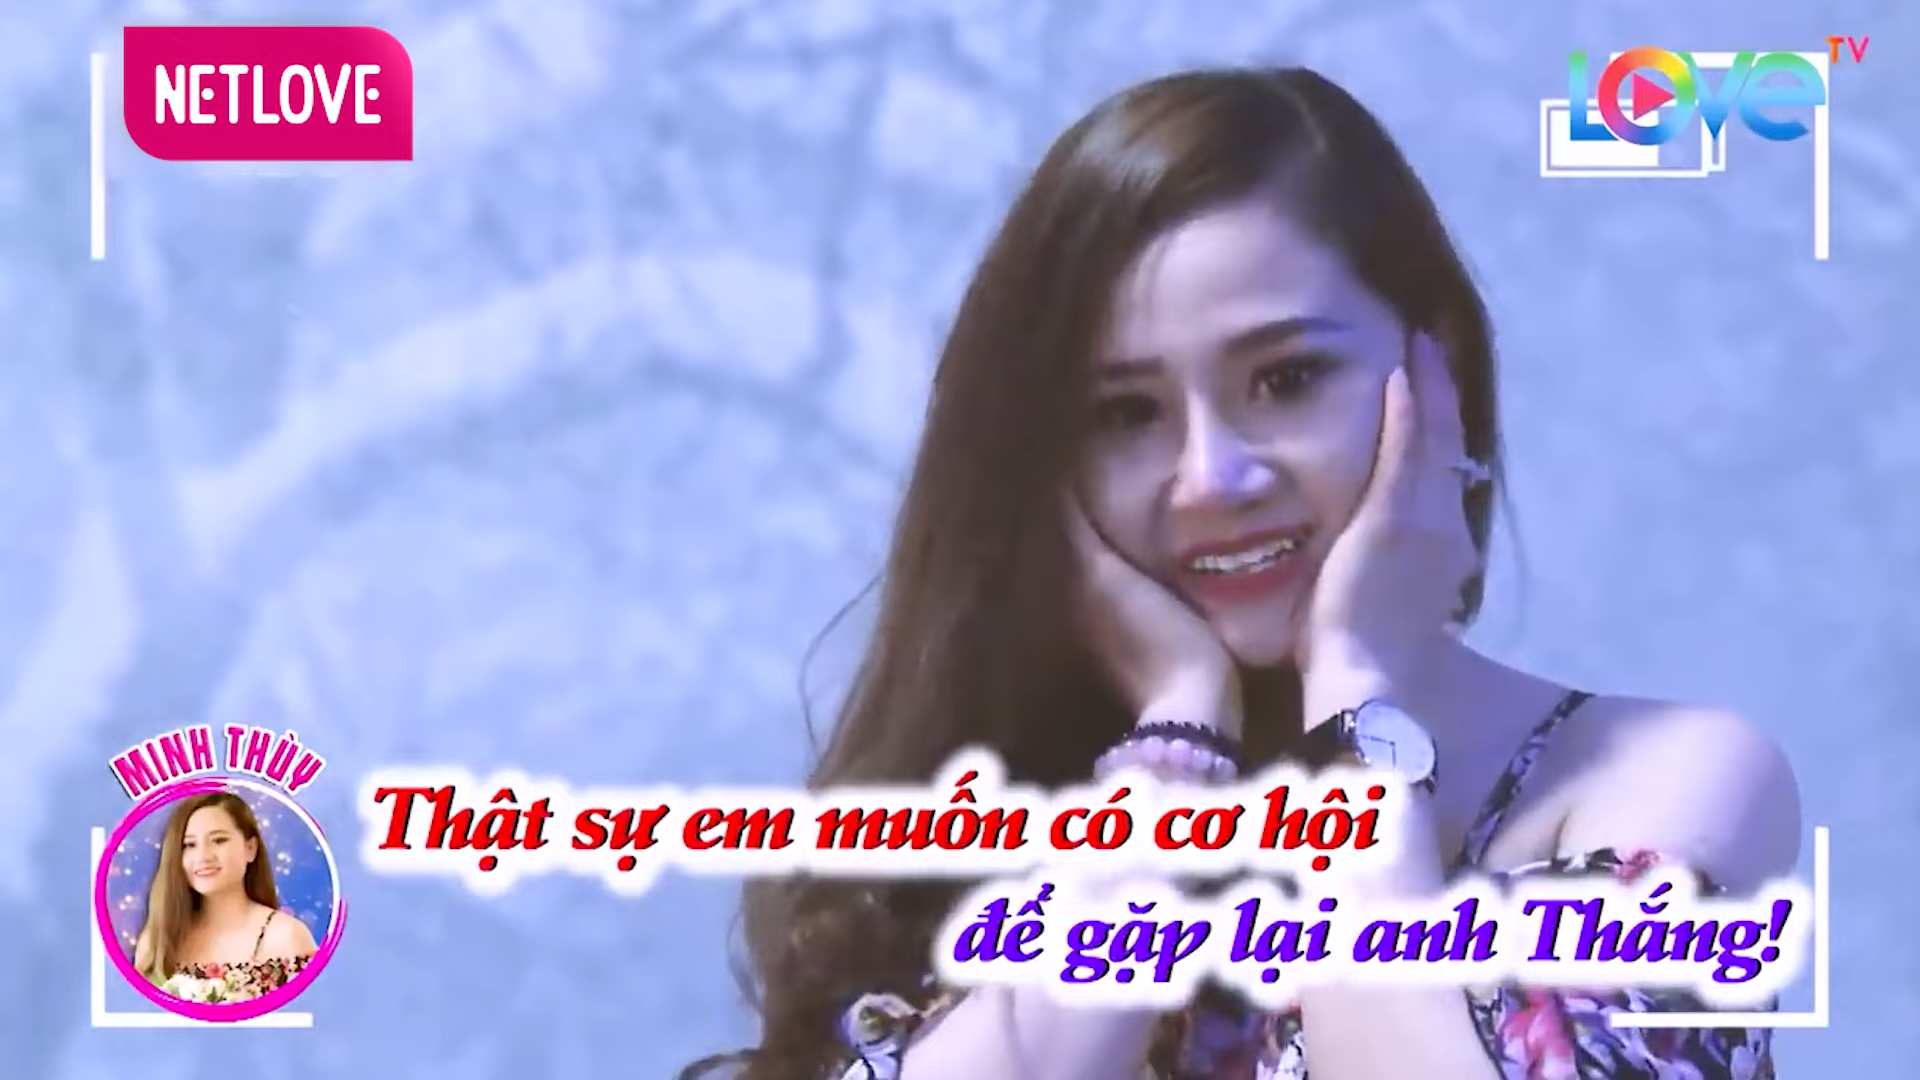 NETLOVE
LOVE TV
MINH THÙY
Thật sự em muốn có cơ hội
để gặp lại anh Thắng!